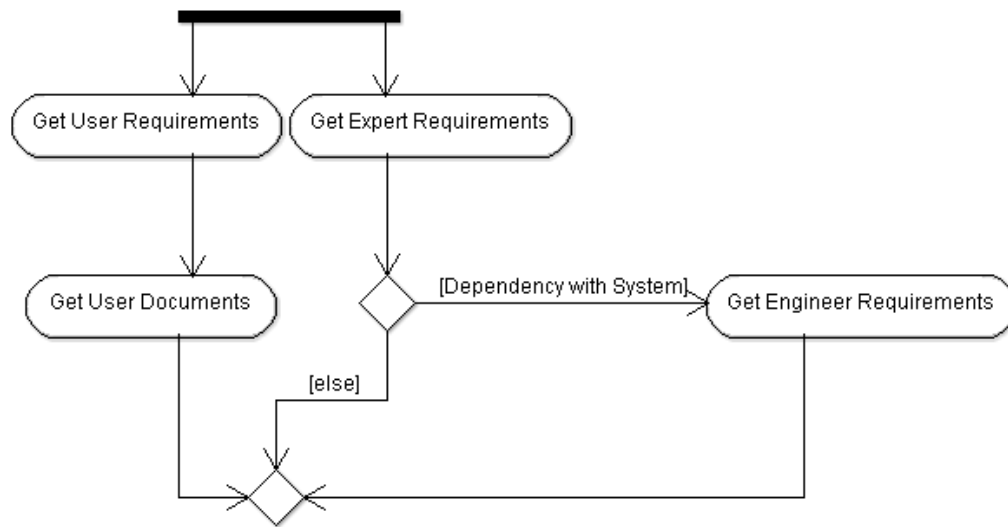 Get User Requirements
Get Expert Requirements
Get User Documents
[Dependency with System]
Get Engineer Requirements
[else]